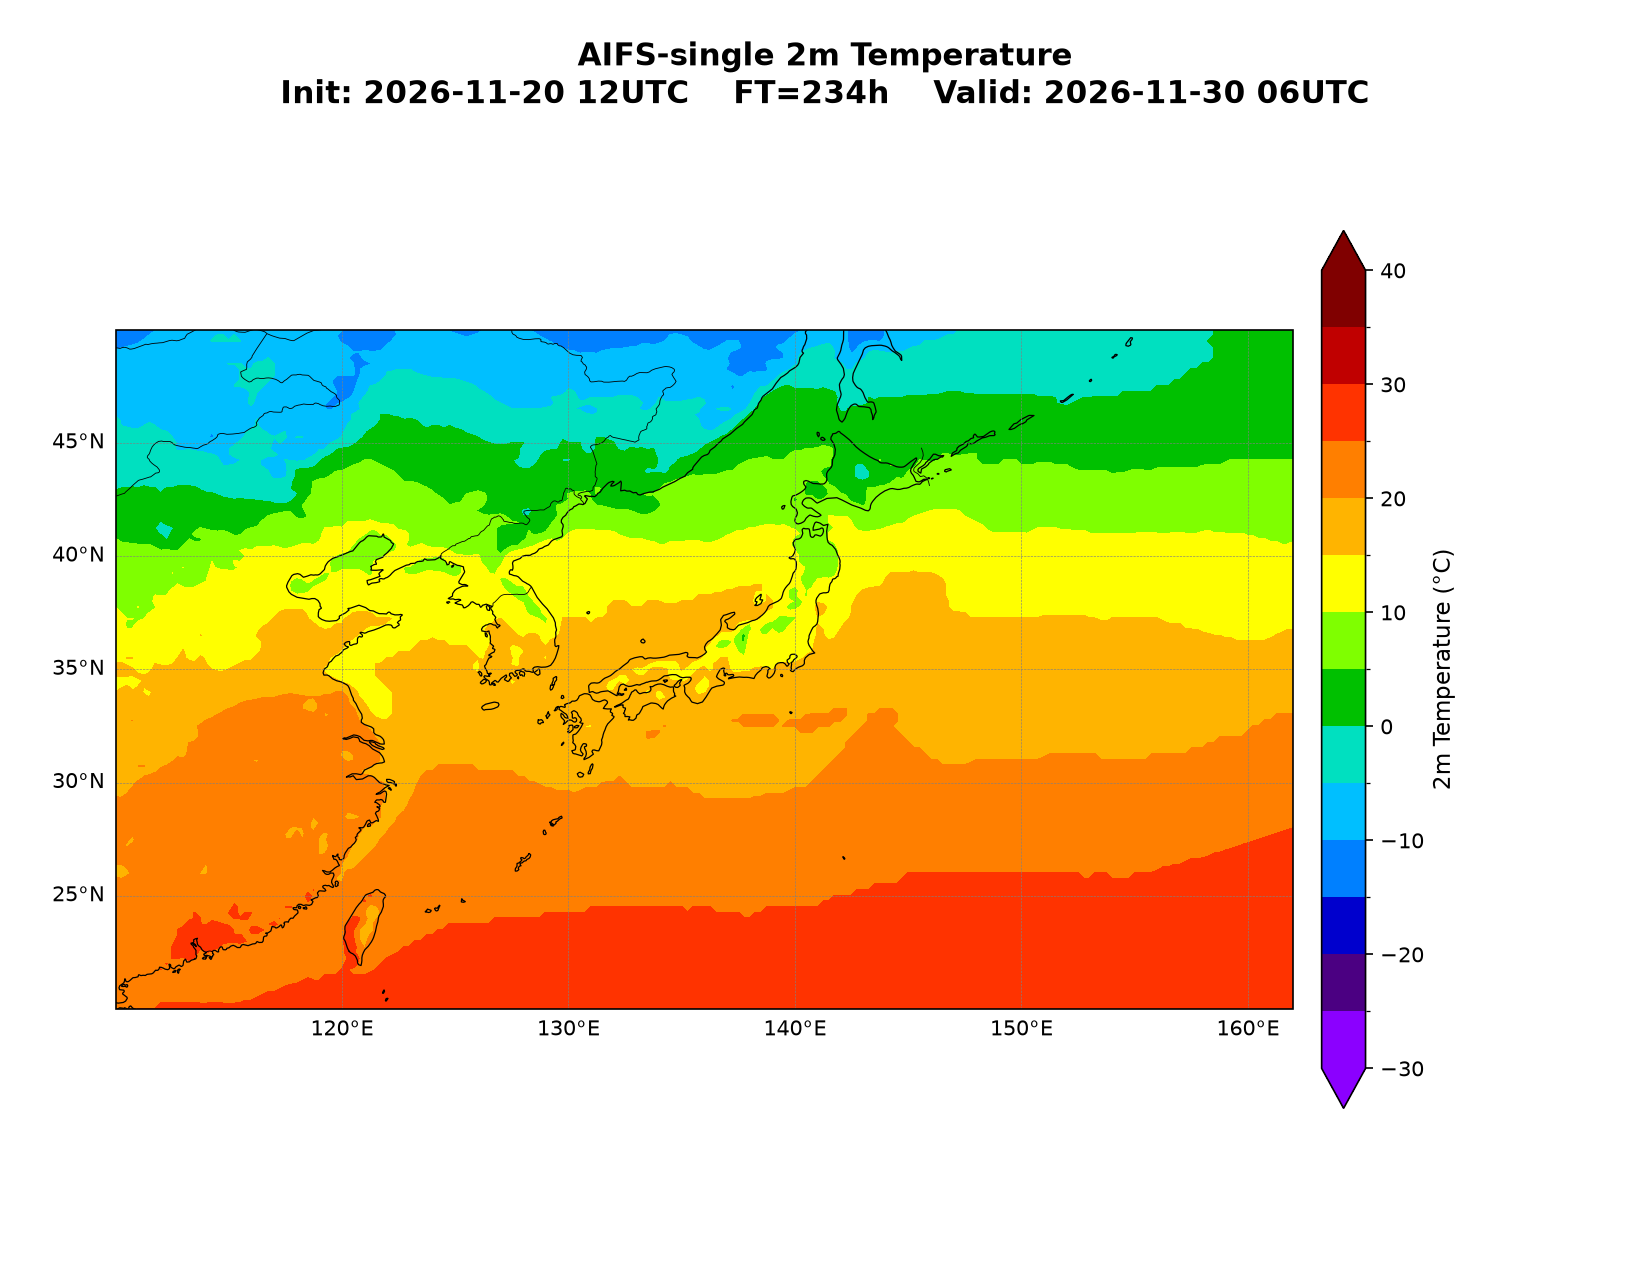 AIFS-single 2m Temperature
Init: 2026-11-20 12UTC    FT=234h    Valid: 2026-11-30 06UTC
45°N
40°N
35°N
30°N
25°N
120°E
130°E
140°E
150°E
160°E
40
30
20
10
0
−10
−20
−30
2m Temperature (°C)